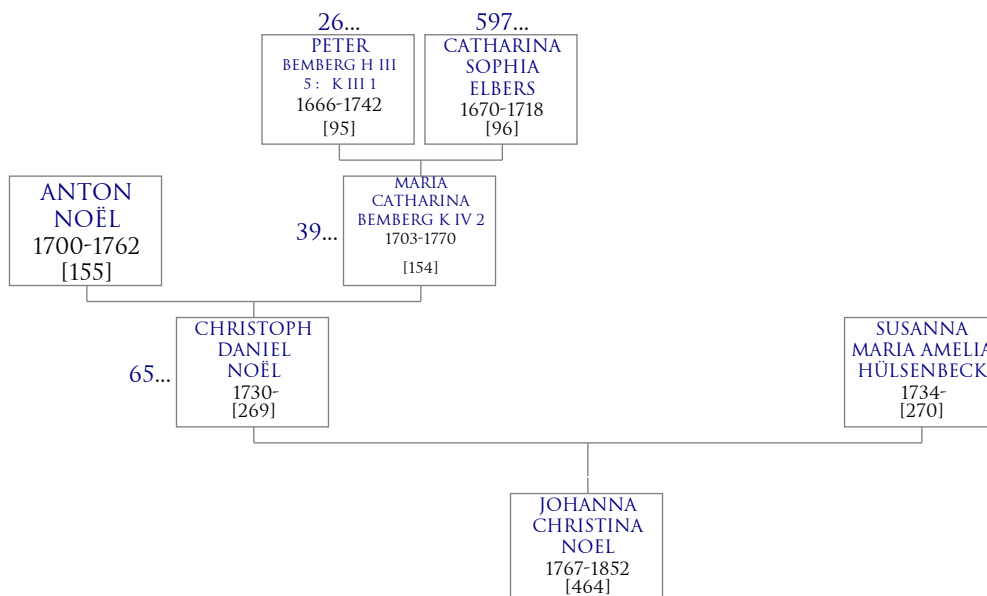 26...
597...
PETER
BEMBERG H III
5 : K III 1
1666-1742
[95]
CATHARINA
SOPHIA
ELBERS
1670-1718
[96]
ANTON
NOËL
1700-1762
[155]
39...
MARIA
CATHARINA
BEMBERG K IV 2
1703-1770
[154]
65...
CHRISTOPH
DANIEL
NOËL
1730-
[269]
SUSANNA
MARIA AMELIA
HÜLSENBECK
1734-
[270]
JOHANNA
CHRISTINA
NOEL
1767-1852
[464]